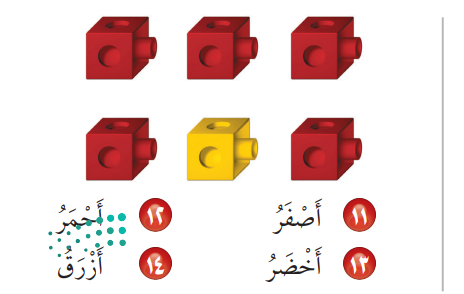 ١١ أَصْفَرُ ١٢ أَحْمَرُ
١٣ أَخْضَرُ ١٤ أَزْرَقُ